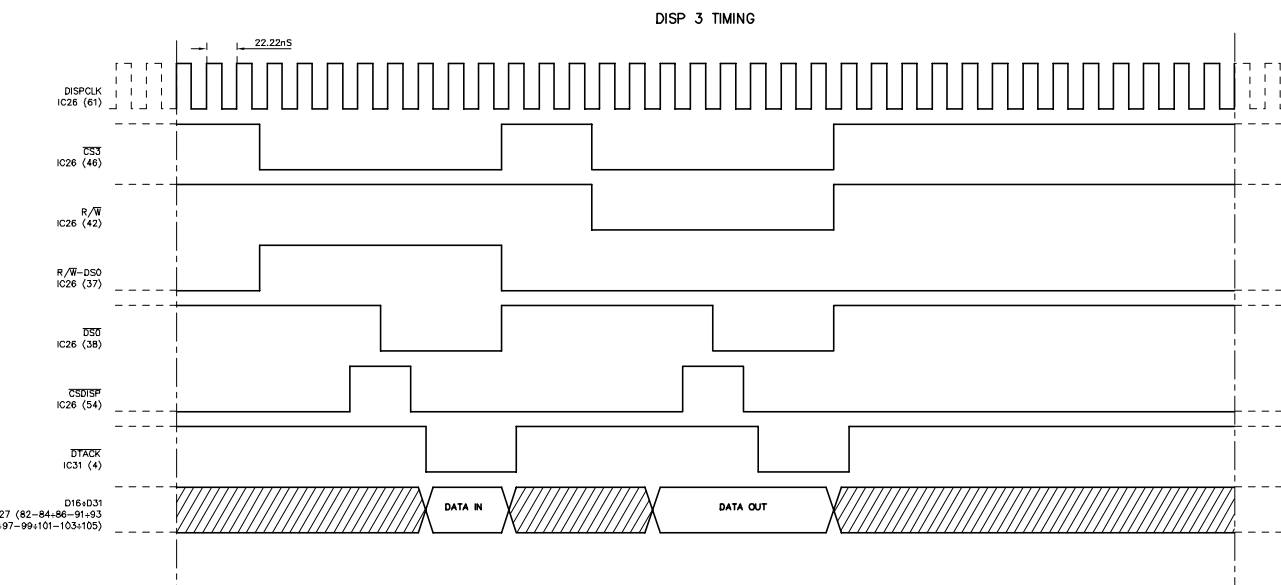 DISP 3 TIMING
22.22nS
DISPCLK
IC26 (61)
CS3
IC26 (46)
R/W
IC26 (42)
R/W-DS0
IC26 (37)
DS0
IC26 (38)
CSDISP
IC26 (54)
DTACK
IC31 (4)
D16÷D31
27 (82-84÷86-91÷93
÷97-99÷101-103÷105)
DATA IN
DATA OUT